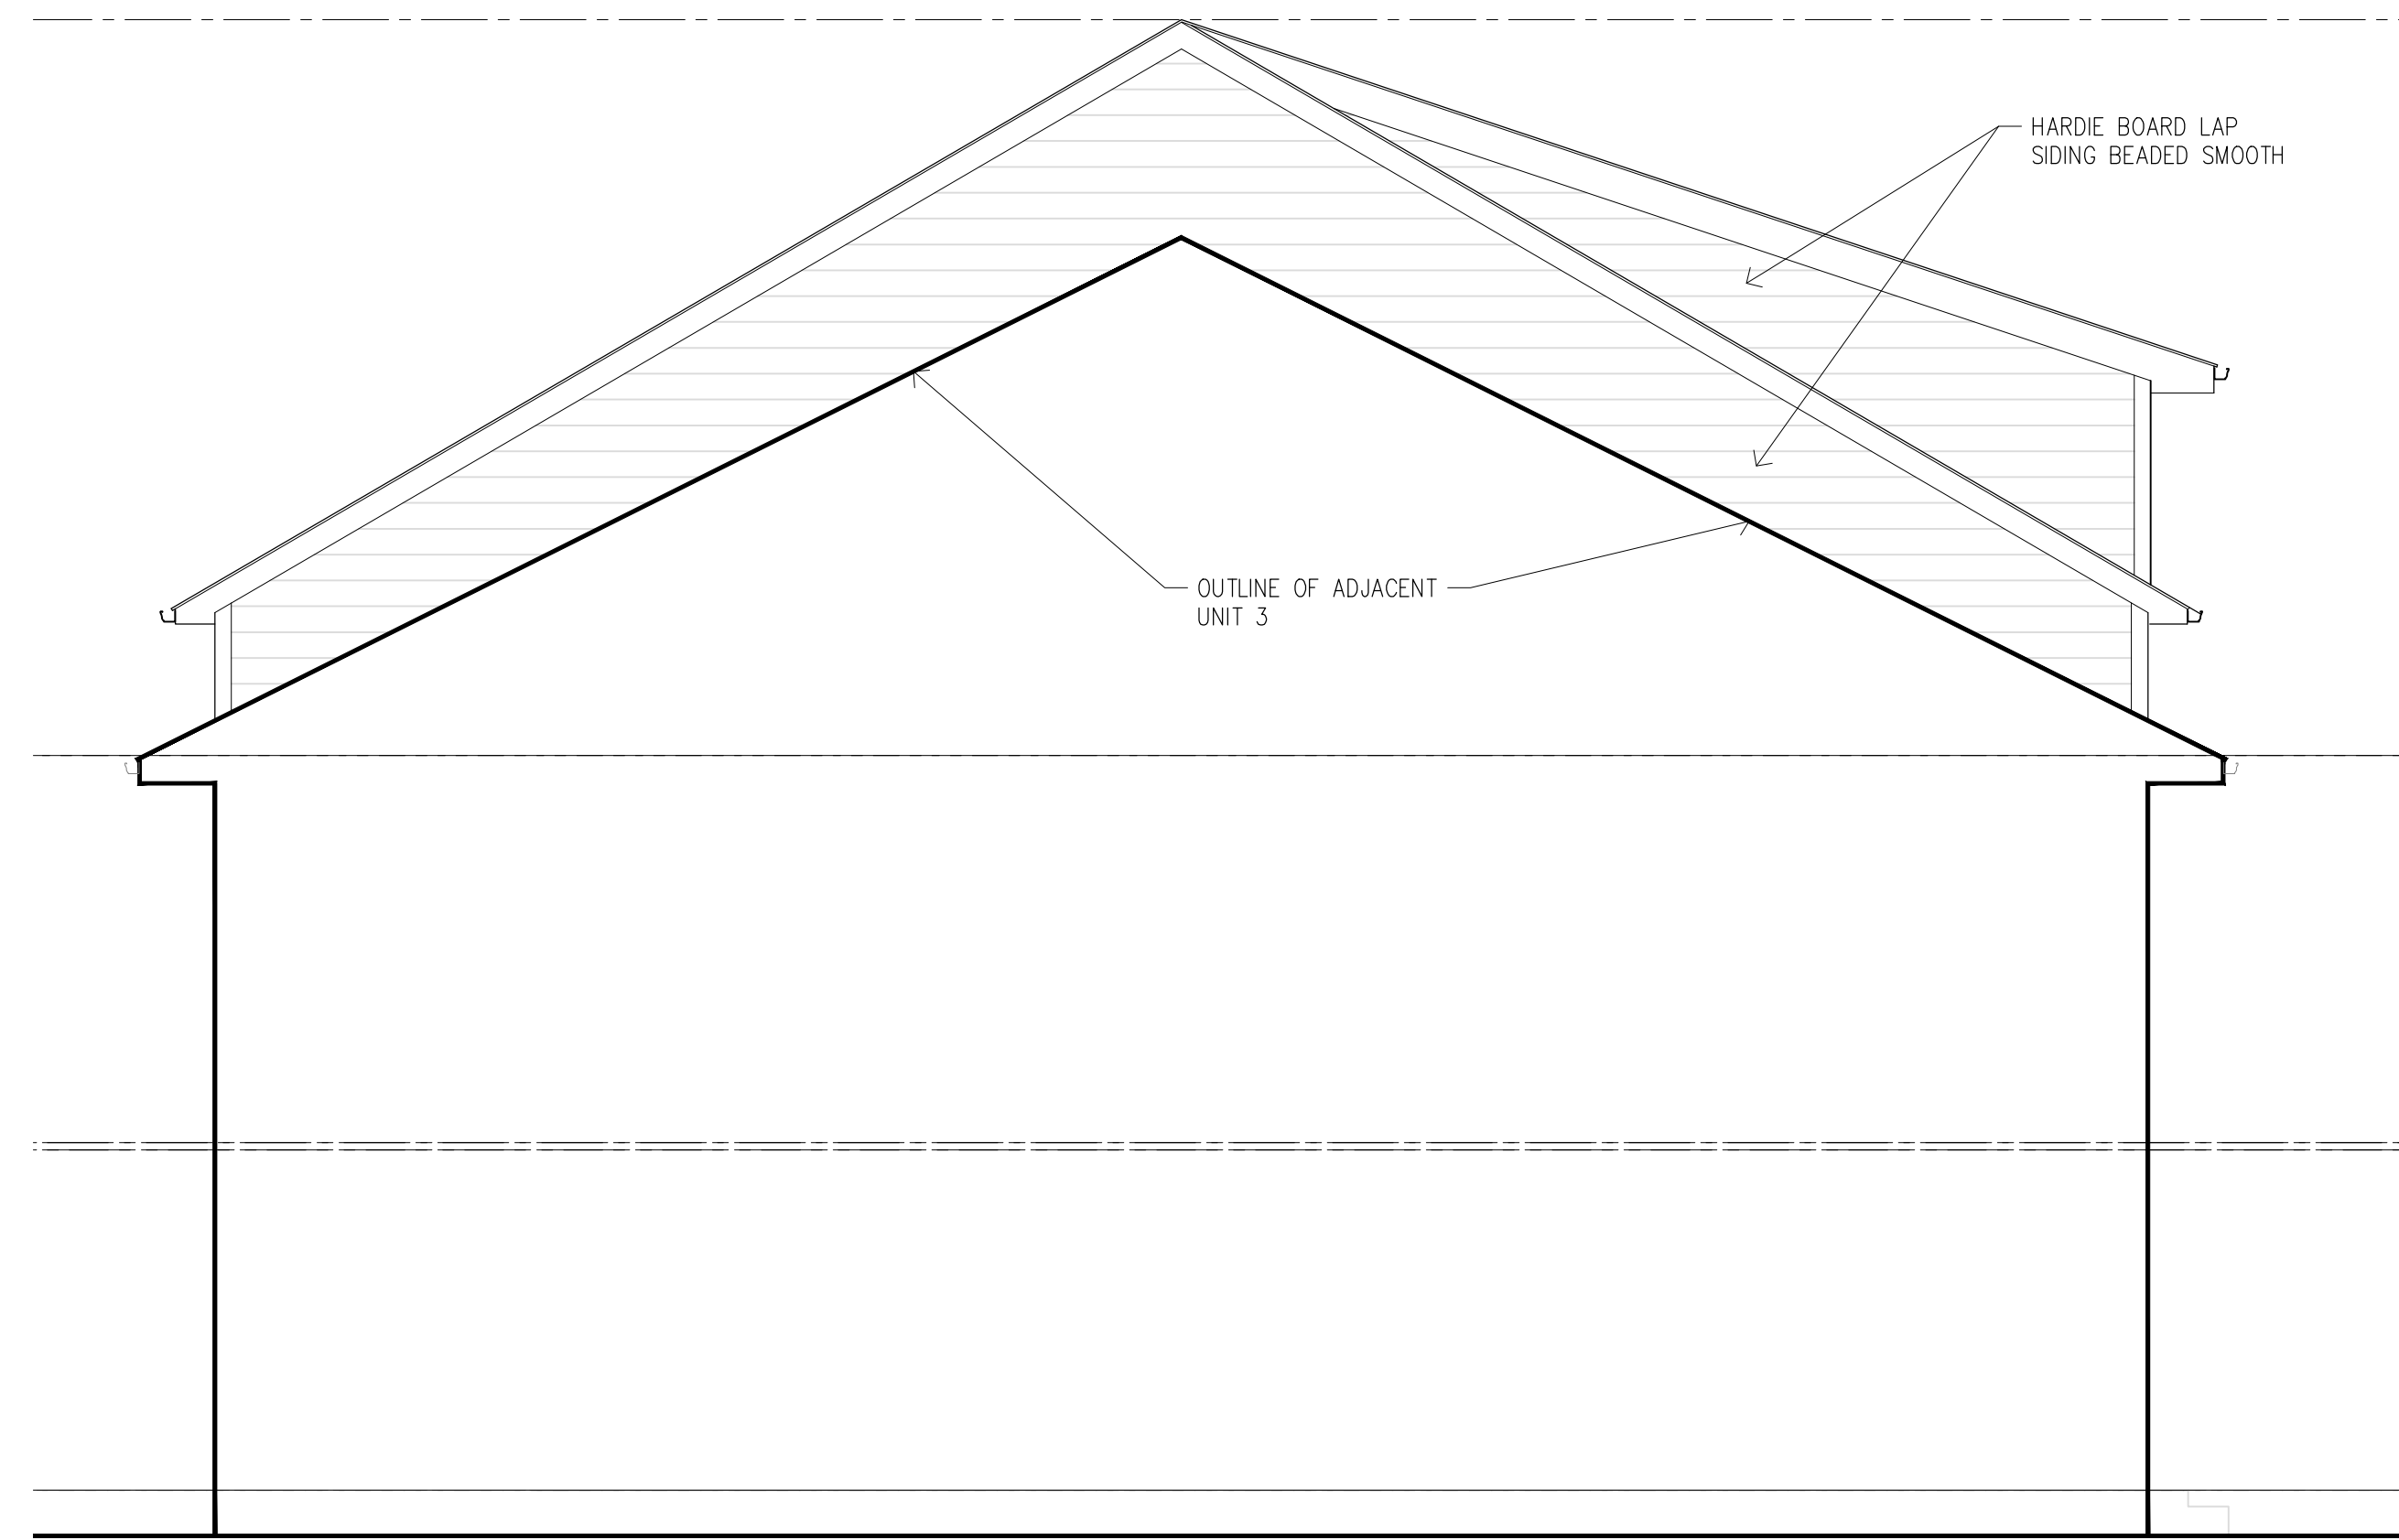 HARDIE BOARD LAP
SIDING BEADED SMOOTH
OUTLINE OF ADJACENT
UNIT 3